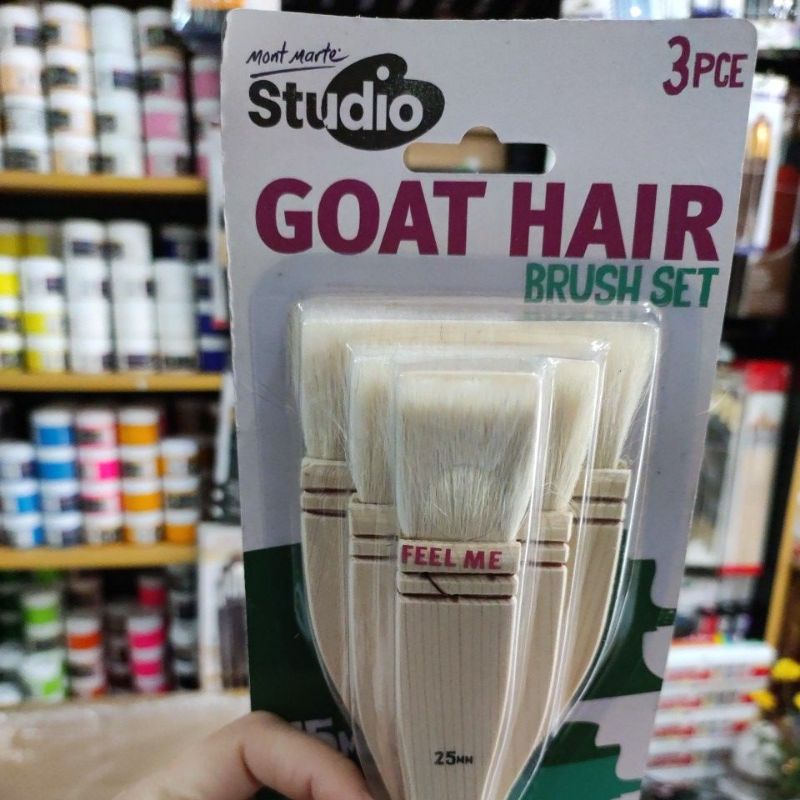 Mont Marte
Studio
3PCE
GOAT HAIR
BRUSH SET
FEEL ME
25MM